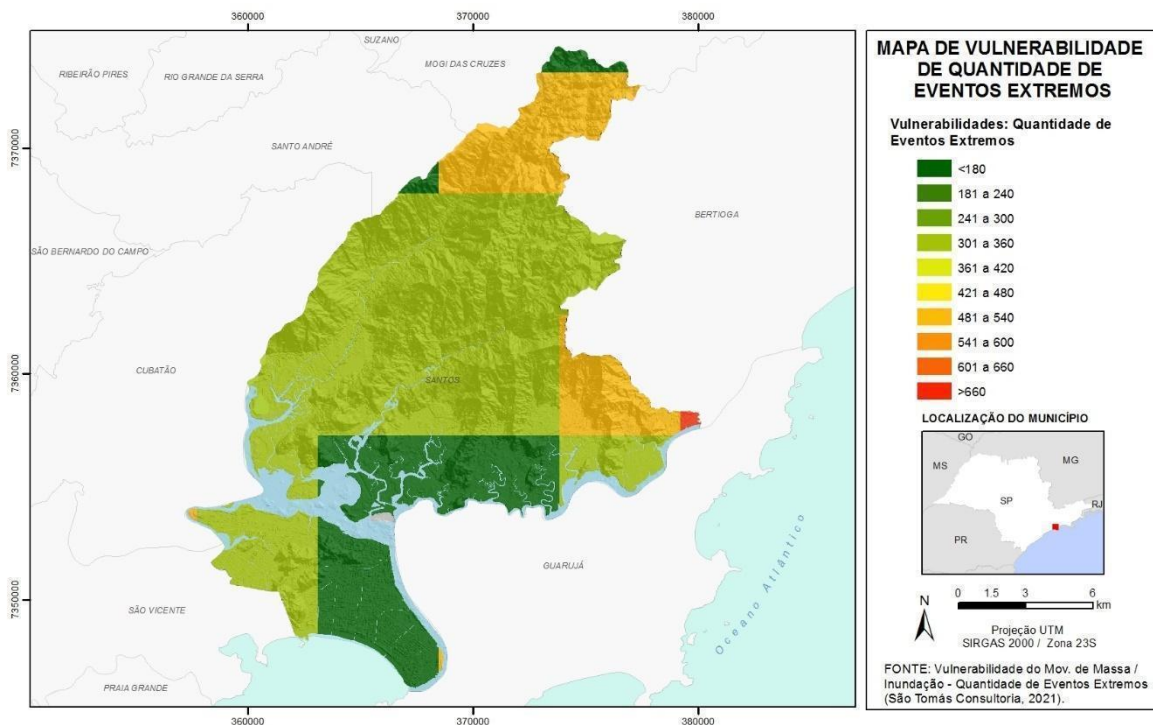 360000
370000
380000
7370000
7360000
7350000
SUZANO
MOGI DAS CRUZES
RIBEIRÃO PIRES
RIO GRANDE DA SERRA
SANTO ANDRÉ
BERTIOGA
SÃO BERNARDO DO CAMPO
CUBATÃO
SANTOS
GUARUJÁ
SÃO VICENTE
PRAIA GRANDE
Oceano Atlântico
360000
370000
380000
MAPA DE VULNERABILIDADE
DE QUANTIDADE DE
EVENTOS EXTREMOS
Vulnerabilidades: Quantidade de
Eventos Extremos
<180
181 a 240
241 a 300
301 a 360
361 a 420
421 a 480
481 a 540
541 a 600
601 a 660
>660
LOCALIZAÇÃO DO MUNICÍPIO
GO
MS
MG
SP
RJ
PR
N
0 1.5 3 6
km
Projeção UTM
SIRGAS 2000 / Zona 23S
FONTE: Vulnerabilidade do Mov. de Massa /
Inundação - Quantidade de Eventos Extremos
(São Tomás Consultoria, 2021).